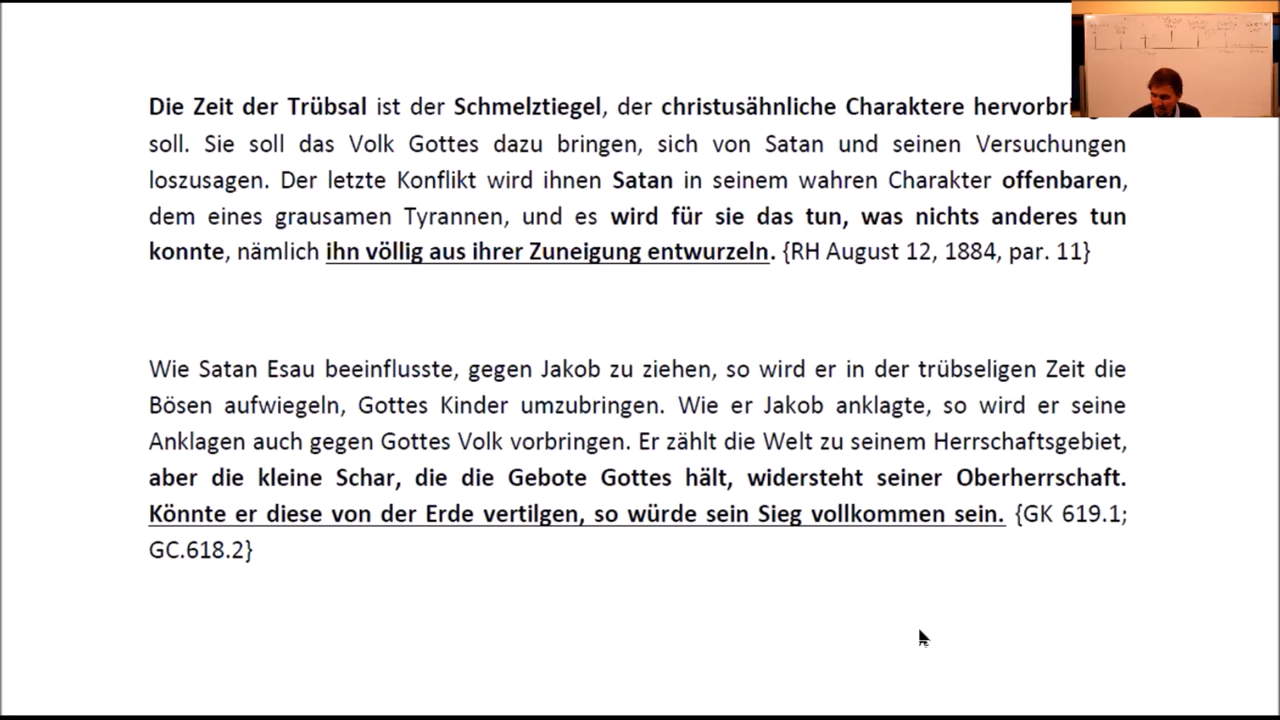 Die Zeit der Trübsal ist der Schmelztiegel, der christusähnliche Charaktere
soll. Sie soll das Volk Gottes dazu bringen, sich von Satan und seinen Versuchungen
loszusagen. Der letzte Konflikt wird ihnen Satan in seinem wahren Charakter offenbaren,
dem eines grausamen Tyrannen, und es wird für sie das tun, was nichts anderes tun
konnte, nämlich ihn völlig aus ihrer Zuneigung entwurzeln. {RH August 12, 1884, par. 11}
Wie Satan Esau beeinflusste, gegen Jakob zu ziehen, so wird er in der trübseligen Zeit die
Bösen aufwiegeln, Gottes Kinder umzubringen. Wie er Jakob anklagte, so wird er seine
Anklagen auch gegen Gottes Volk vorbringen. Er zählt die Welt zu seinem Herrschaftsgebiet,
aber die kleine Schar, die die Gebote Gottes hält, widersteht seiner Oberherrschaft.
Könnte er diese von der Erde vertilgen, so würde sein Sieg vollkommen sein. {GK 619.1;
GC.618.2}